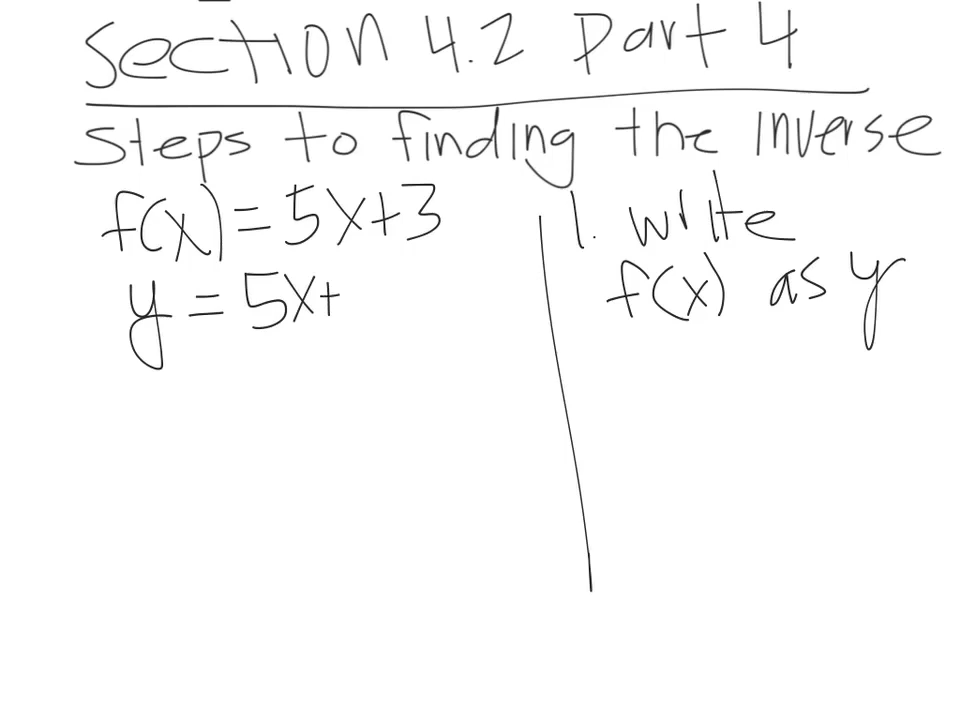 Section 4.2 Part 4
Steps to finding the inverse
f(x) = 5x+3
y = 5x+
1. write
f(x) as y